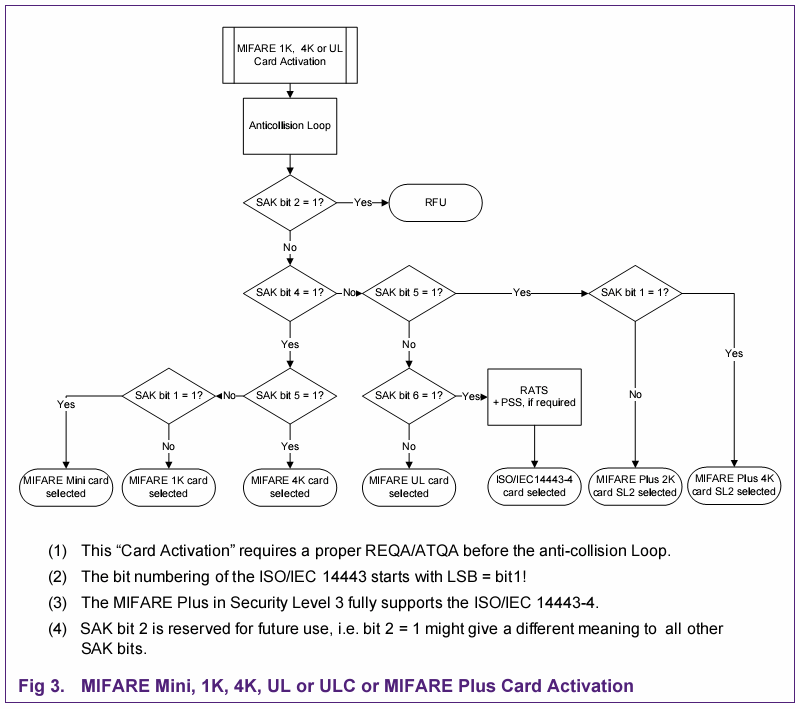 MIFARE 1K, 4K or UL
Card Activation
Anticollision Loop
SAK bit 2 = 1?
Yes
RFU
No
SAK bit 4 = 1?
No
SAK bit 5 = 1?
Yes
SAK bit 1 = 1?
Yes
No
Yes
SAK bit 1 = 1?
No
SAK bit 5 = 1?
SAK bit 6 = 1?
Yes
RATS
+ PSS, if required
No
Yes
No
Yes
No
MIFARE Mini card
selected
MIFARE 1K card
selected
MIFARE 4K card
selected
MIFARE UL card
selected
ISO/IEC14443-4
card selected
MIFARE Plus 2K
card SL2 selected
MIFARE Plus 4K
card SL2 selected
(1) This “Card Activation” requires a proper REQA/ATQA before the anti-collision Loop.
(2) The bit numbering of the ISO/IEC 14443 starts with LSB = bit1!
(3) The MIFARE Plus in Security Level 3 fully supports the ISO/IEC 14443-4.
(4) SAK bit 2 is reserved for future use, i.e. bit 2 = 1 might give a different meaning to all other
SAK bits.
Fig 3. MIFARE Mini, 1K, 4K, UL or ULC or MIFARE Plus Card Activation